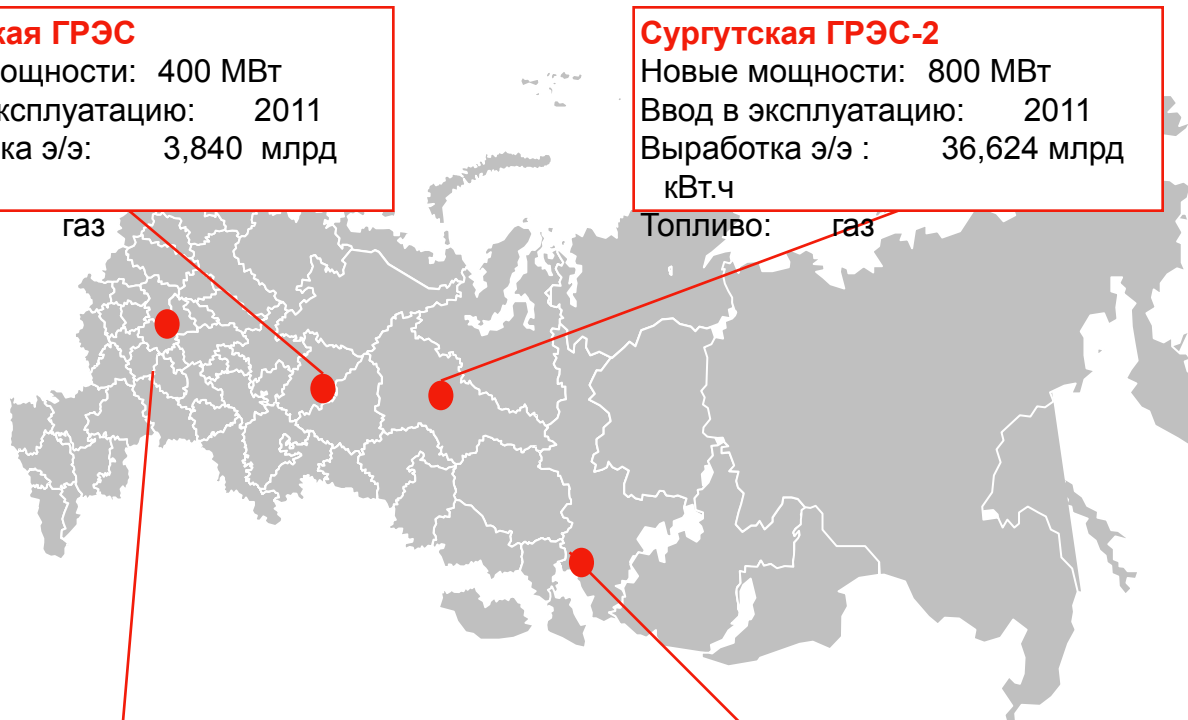 кая ГРЭС
ощности: 400 МВт
ксплуатацию: 2011
ка э/э: 3,840 млрд
газ
Сургутская ГРЭС-2
Новые мощности: 800 МВт
Ввод в эксплуатацию: 2011
Выработка э/э : 36,624 млрд
кВт.ч
Топливо: газ